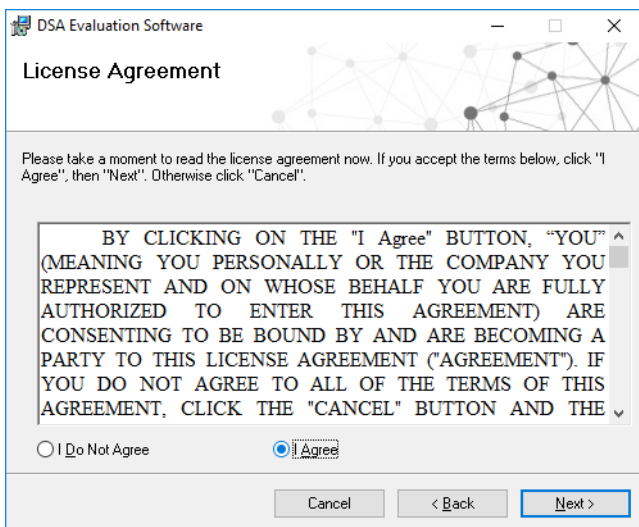 DSA Evaluation Software
License Agreement
Please take a moment to read the license agreement now. If you accept the terms below, click "I
Agree", then "Next". Otherwise click "Cancel".
BY CLICKING ON THE "I Agree" BUTTON, “YOU”
(MEANING YOU PERSONALLY OR THE COMPANY YOU
REPRESENT AND ON WHOSE BEHALF YOU ARE FULLY
AUTHORIZED TO ENTER THIS AGREEMENT) ARE
CONSENTING TO BE BOUND BY AND ARE BECOMING A
PARTY TO THIS LICENSE AGREEMENT ("AGREEMENT"). IF
YOU DO NOT AGREE TO ALL OF THE TERMS OF THIS
AGREEMENT, CLICK THE "CANCEL" BUTTON AND THE
I Do Not Agree I Agree
Cancel < Back Next >